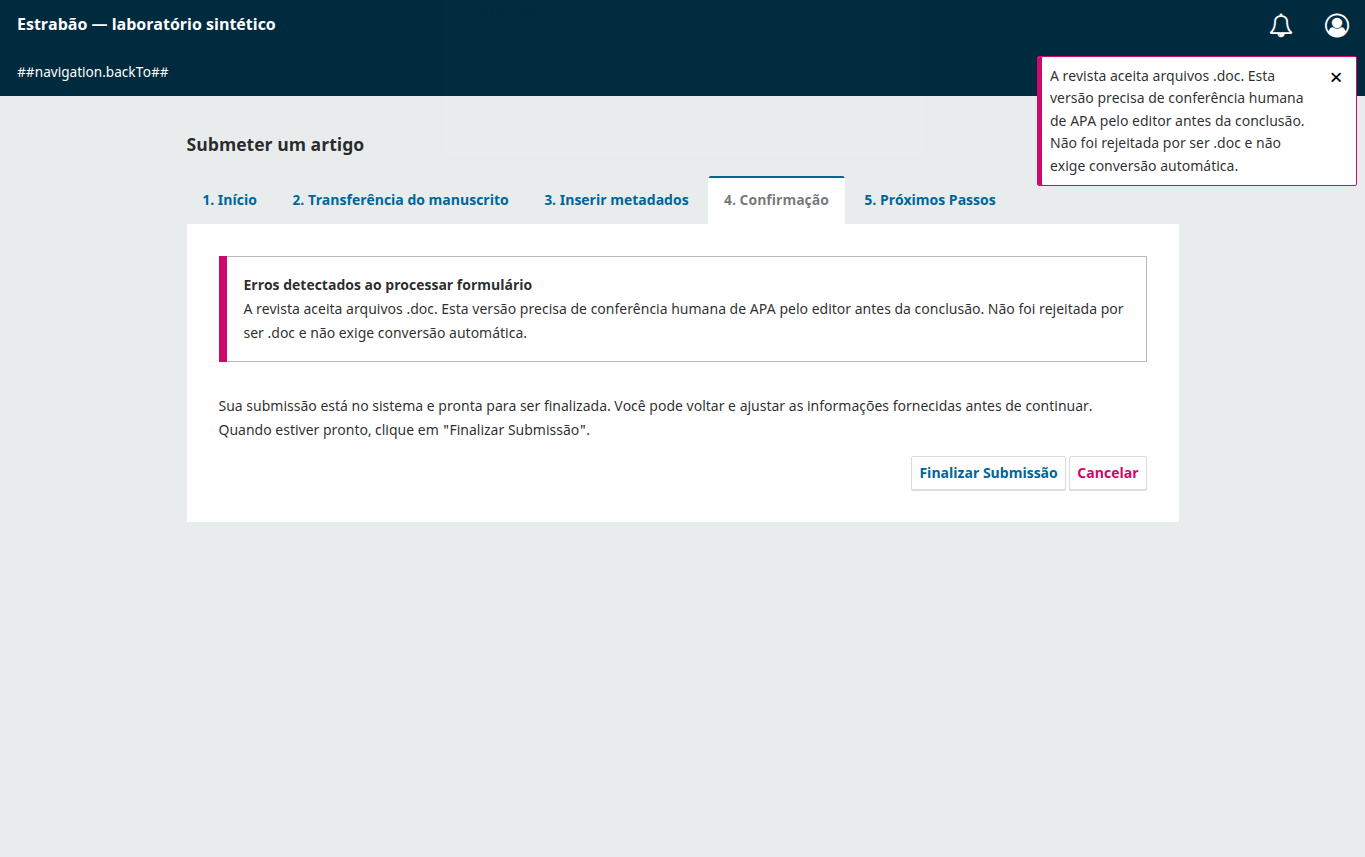 Estrabão — laboratório sintético
##navigation.backTo##
A revista aceita arquivos .doc. Esta
versão precisa de conferência humana
de APA pelo editor antes da conclusão.
Não foi rejeitada por ser .doc e não
exige conversão automática.
Submeter um artigo
1. Início
2. Transferência do manuscrito
3. Inserir metadados
4. Confirmação
5. Próximos Passos
Erros detectados ao processar formulário
A revista aceita arquivos .doc. Esta versão precisa de conferência humana de APA pelo editor antes da conclusão. Não foi rejeitada por
ser .doc e não exige conversão automática.
Sua submissão está no sistema e pronta para ser finalizada. Você pode voltar e ajustar as informações fornecidas antes de continuar.
Quando estiver pronto, clique em "Finalizar Submissão".
Finalizar Submissão
Cancelar